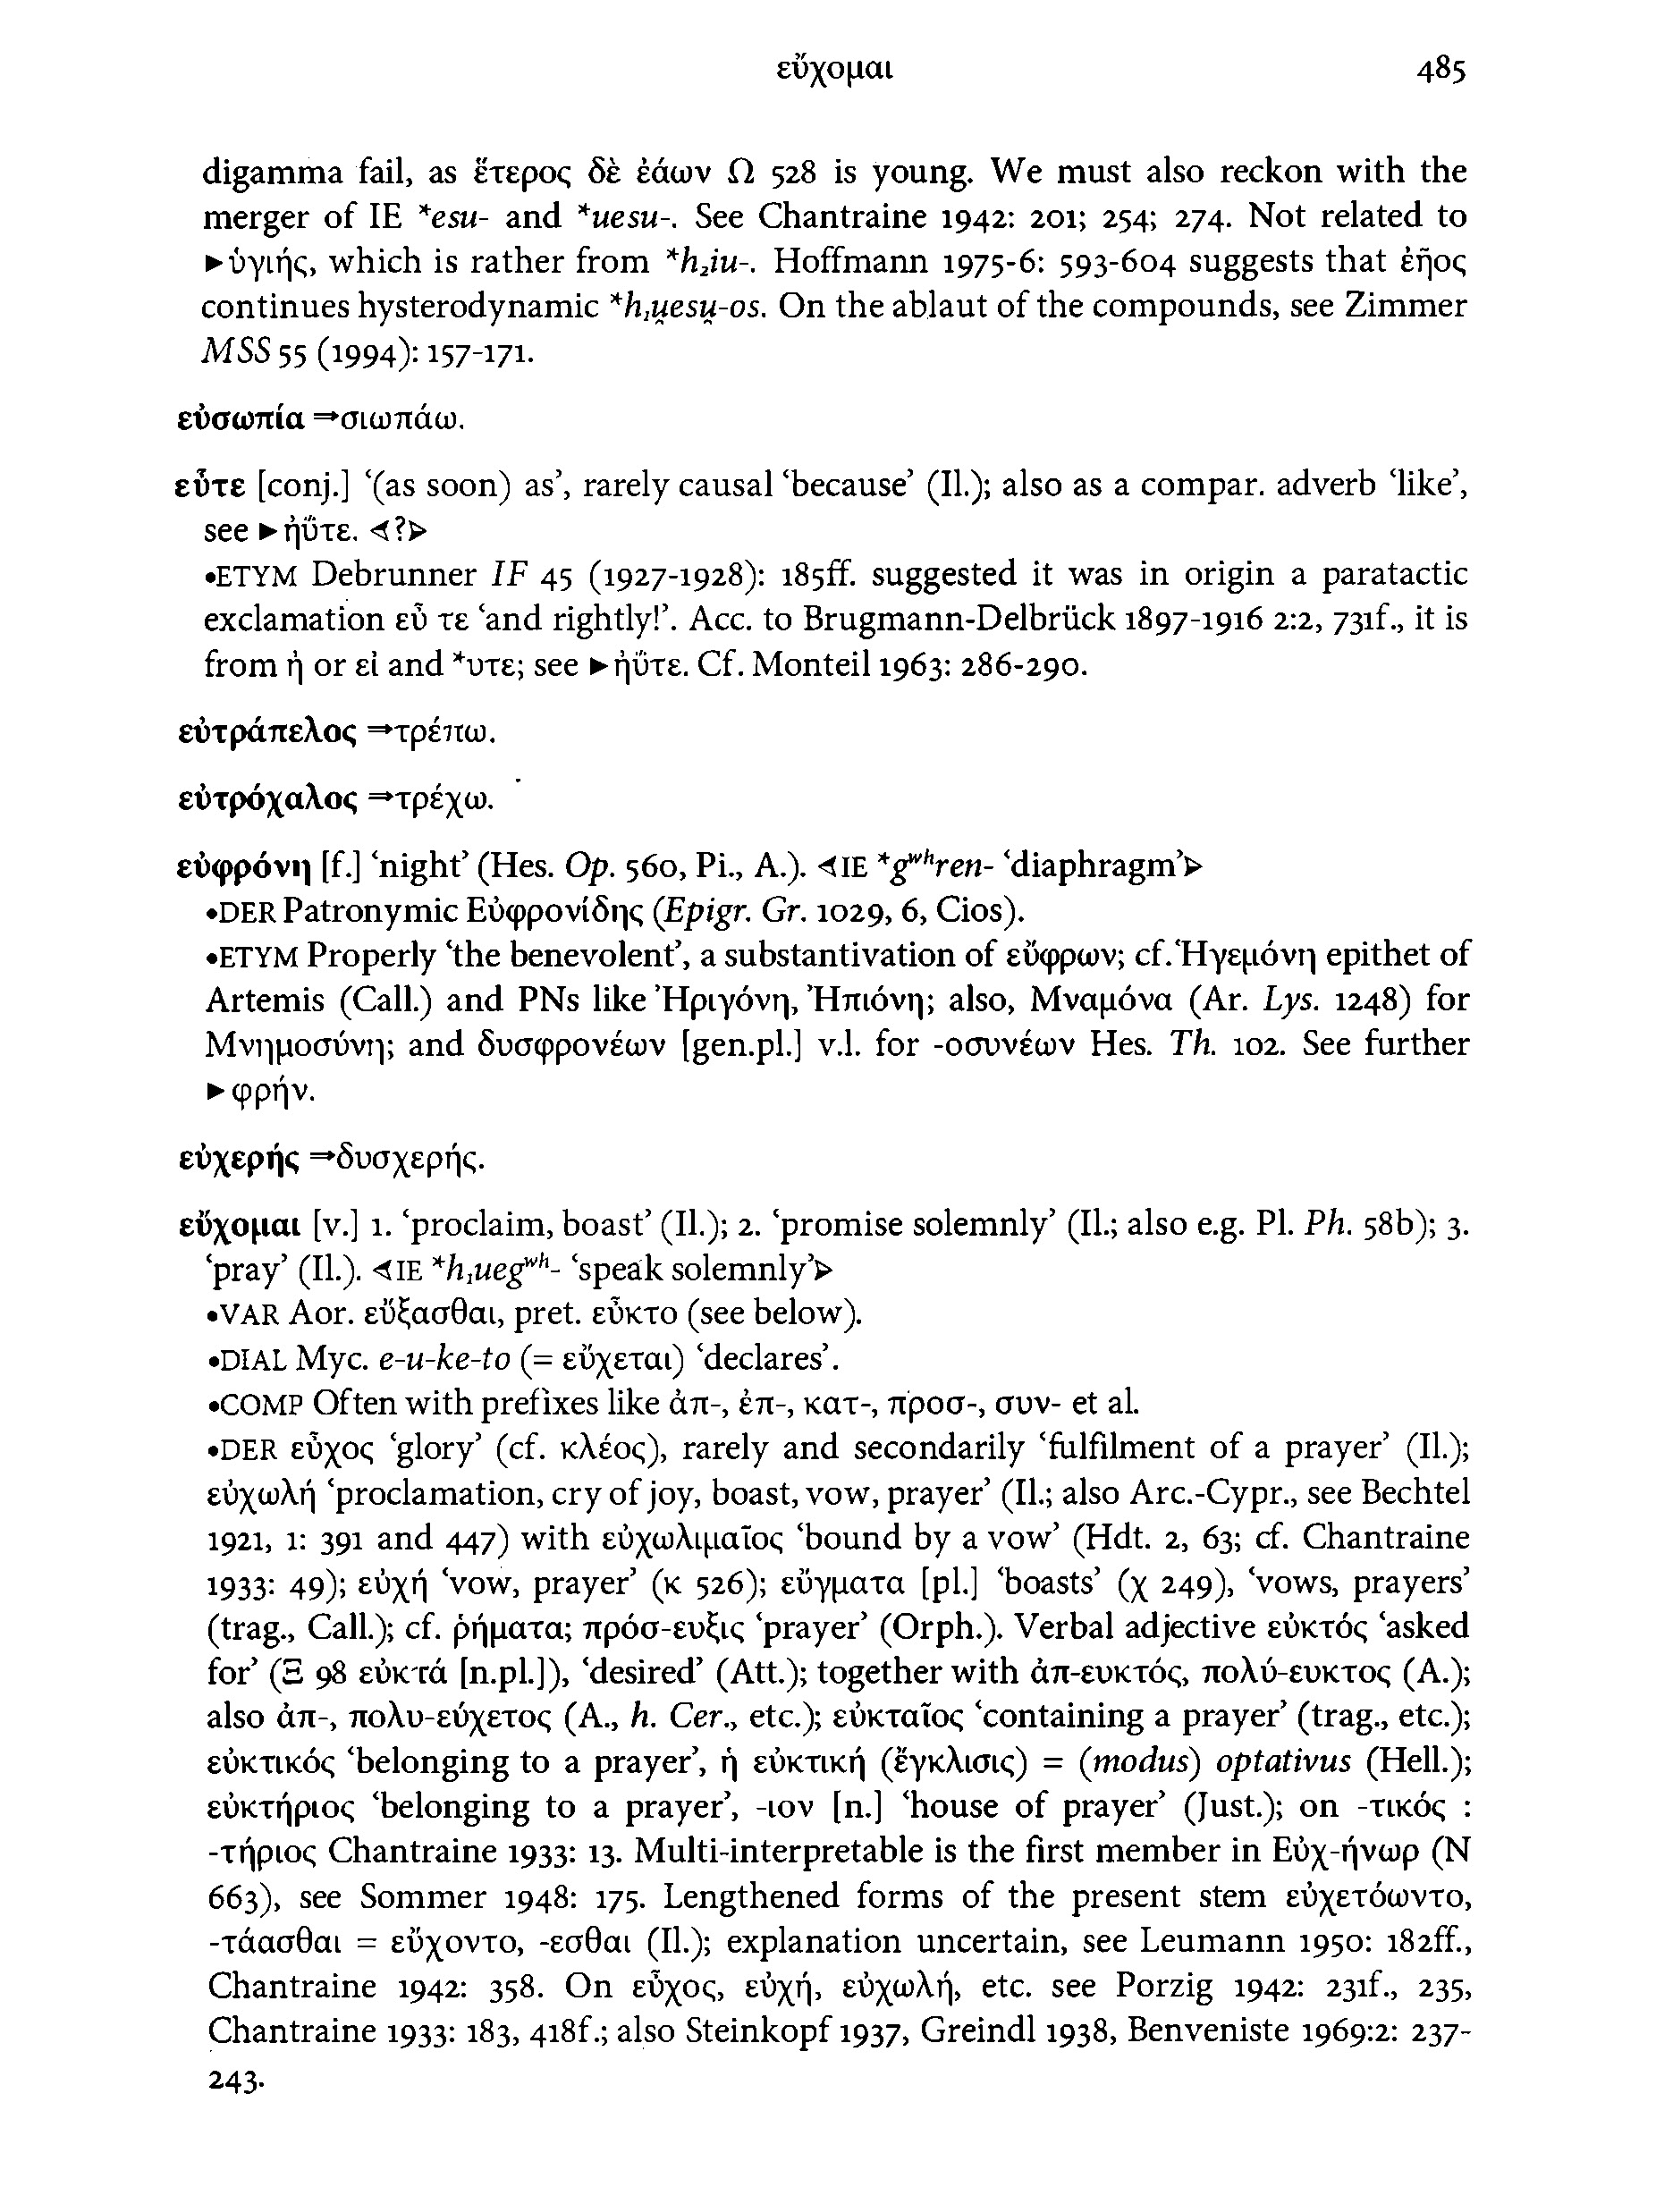 εὔχομαι 485
digamma fail, as ἕτερος δὲ ἑάων Ω 528 is young. We must also reckon with the
merger of IE *esu- and *uesu-. See Chantraine 1942: 201; 254; 274. Not related to
►ὑγιής, which is rather from *h₂iu-. Hoffmann 1975-6: 593-604 suggests that ἑῆος
continues hysterodynamic *h₁u̯esu̯-os. On the ablaut of the compounds, see Zimmer
MSS 55 (1994): 157-171.
εὐσωπία ⇒σιωπάω.
εὖτε [conj.] ‘(as soon) as’, rarely causal ‘because’ (Il.); also as a compar. adverb ‘like’,
see ►ἠΰτε. ◁?▷
•ETYM Debrunner IF 45 (1927-1928): 185ff. suggested it was in origin a paratactic
exclamation εὖ τε ‘and rightly!’. Acc. to Brugmann-Delbrück 1897-1916 2:2, 731f., it is
from ἠ or εἰ and *υτε; see ►ἠΰτε. Cf. Monteil 1963: 286-290.
εὐτράπελος ⇒τρέπω.
εὐτρόχαλος ⇒τρέχω.
εὐφρόνη [f.] ‘night’ (Hes. Op. 560, Pi., A.). ◁IE *gʷʰren- ‘diaphragm’▷
•DER Patronymic Εὐφρονίδης (Epigr. Gr. 1029, 6, Cios).
•ETYM Properly ‘the benevolent’, a substantivation of εὔφρων; cf. Ἡγεμόνη epithet of
Artemis (Call.) and PNs like Ἠριγόνη, Ἠπιόνη; also, Μναμόνα (Ar. Lys. 1248) for
Μνημοσύνη; and δυσφρονέων [gen.pl.] v.l. for -οσυνέων Hes. Th. 102. See further
►φρήν.
εὐχερής ⇒δυσχερής.
εὔχομαι [v.] 1. ‘proclaim, boast’ (Il.); 2. ‘promise solemnly’ (Il.; also e.g. Pl. Ph. 58b); 3.
‘pray’ (Il.). ◁IE *h₁uegʷʰ- ‘speak solemnly’▷
•VAR Aor. εὔξασθαι, pret. εὖκτο (see below).
•DIAL Myc. e-u-ke-to (= εὔχεται) ‘declares’.
•COMP Often with prefixes like ἀπ-, ἐπ-, κατ-, προσ-, συν- et al.
•DER εὖχος ‘glory’ (cf. κλέος), rarely and secondarily ‘fulfilment of a prayer’ (Il.);
εὐχωλή ‘proclamation, cry of joy, boast, vow, prayer’ (Il.; also Arc.-Cypr., see Bechtel
1921, 1: 391 and 447) with εὐχωλιμαῖος ‘bound by a vow’ (Hdt. 2, 63; cf. Chantraine
1933: 49); εὐχή ‘vow, prayer’ (κ 526); εὔγματα [pl.] ‘boasts’ (χ 249), ‘vows, prayers’
(trag., Call.); cf. ῥήματα; πρόσ-ευξις ‘prayer’ (Orph.). Verbal adjective εὐκτός ‘asked
for’ (Ξ 98 εὐκτά [n.pl.]), ‘desired’ (Att.); together with ἀπ-ευκτός, πολύ-ευκτος (A.);
also ἀπ-, πολυ-εύχετος (A., h. Cer., etc.); εὐκταῖος ‘containing a prayer’ (trag., etc.);
εὐκτικός ‘belonging to a prayer’, ἡ εὐκτική (ἔγκλισις) = (modus) optativus (Hell.);
εὐκτήριος ‘belonging to a prayer’, -ιον [n.] ‘house of prayer’ (Just.); on -τικός :
-τήριος Chantraine 1933: 13. Multi-interpretable is the first member in Εὐχ-ήνωρ (N
663), see Sommer 1948: 175. Lengthened forms of the present stem εὐχετόωντο,
-τάασθαι = εὔχοντο, -εσθαι (Il.); explanation uncertain, see Leumann 1950: 182ff.,
Chantraine 1942: 358. On εὖχος, εὐχή, εὐχωλή, etc. see Porzig 1942: 231f., 235,
Chantraine 1933: 183, 418f.; also Steinkopf 1937, Greindl 1938, Benveniste 1969:2: 237-
243.